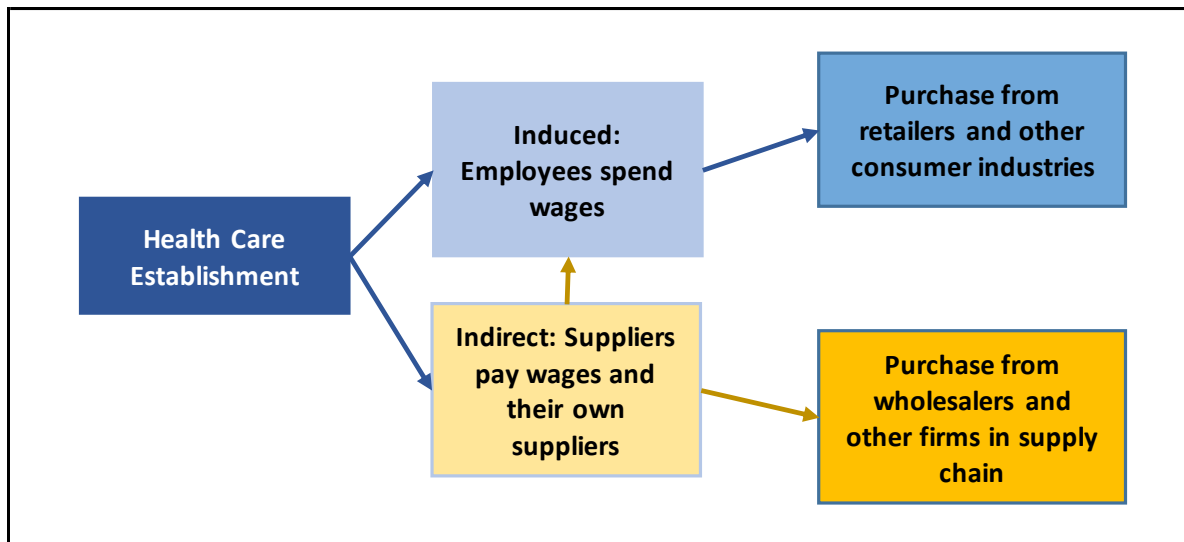 Health Care
Establishment
Induced:
Employees spend
wages
Indirect: Suppliers
pay wages and
their own
suppliers
Purchase from
retailers and other
consumer industries
Purchase from
wholesalers and
other firms in supply
chain